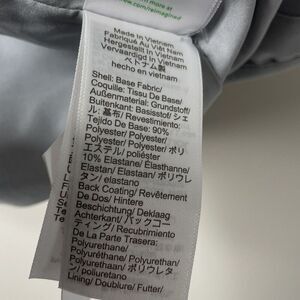 n more at
.com/reimagined
Made In Vietnam
Fabriqué Au Viêt Nam
Hergestellt In Vietnam
Vervaardigd In Vietnam
ベトナム製
hecho en vietnam
Shell: Base Fabric/
Coquille: Tissu De Base/
Außenmaterial: Grundstoff/
Buitenkant: Basisstof/ シェ
ル: 基布/ Revestimiento:
Tejido De Base: 90%
Polyester/ Polyester/
Polyester/ Polyester/ ポリ
エステル/ poliéster
10% Elastane/ Élasthanne/
Elastan/ Elastaan/ ポリウレ
タン/ elastano
Back Coating/ Revêtement
De Dos/ Hintere
Beschichtung/ Deklaag
Achterkant/ バックコー
ティング/ Recubrimiento
De La Parte Trasera:
Polyurethane/
Polyuréthane/ Polyurethan/
Polyurethaan/ ポリウレタ
ン/ poliuretano
Lining/ Doublure/ Futter/